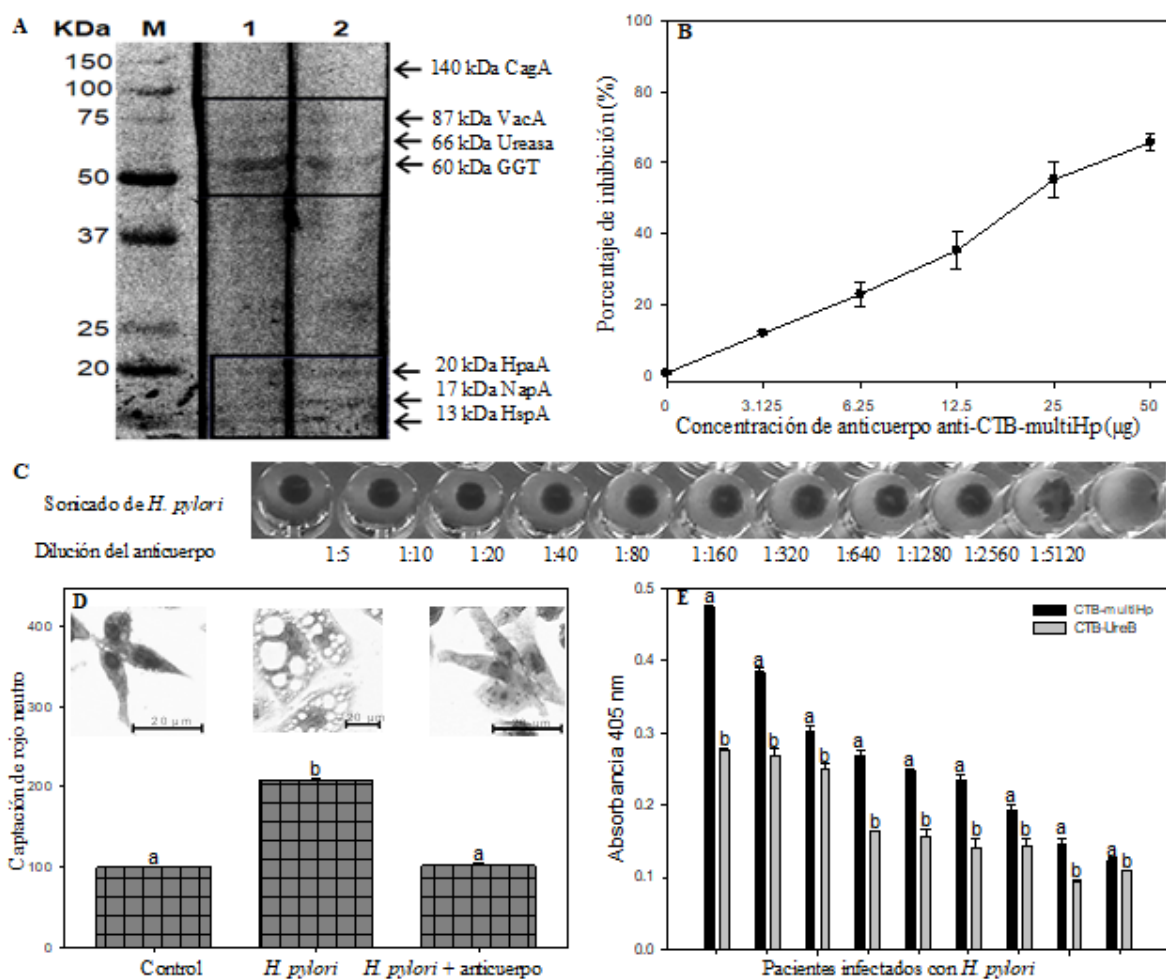 A
KDa M 1 2
150
100
75
50
37
25
20
140 kDa CagA
87 kDa VacA
66 kDa Ureasa
60 kDa GGT
20 kDa HpaA
17 kDa NapA
13 kDa HspA
B
Porcentaje de inhibición (%)
100
80
60
40
20
0
0 3.125 6.25 12.5 25 50
Concentración de anticuerpo anti-CTB-multiHp (µg)
C
Sonicado de H. pylori
Dilución del anticuerpo 1:5 1:10 1:20 1:40 1:80 1:160 1:320 1:640 1:1280 1:2560 1:5120
D
Captación de rojo neutro
400
300
200
100
0
20 µm
20 µm
20 µm
a
b
a
Control H. pylori H. pylori + anticuerpo
E
CTB-multiHp
CTB-UreB
Absorbancia 405 nm
0.5
0.4
0.3
0.2
0.1
0.0
a b a b a b a b a b a b a b a b a b
Pacientes infectados con H. pylori